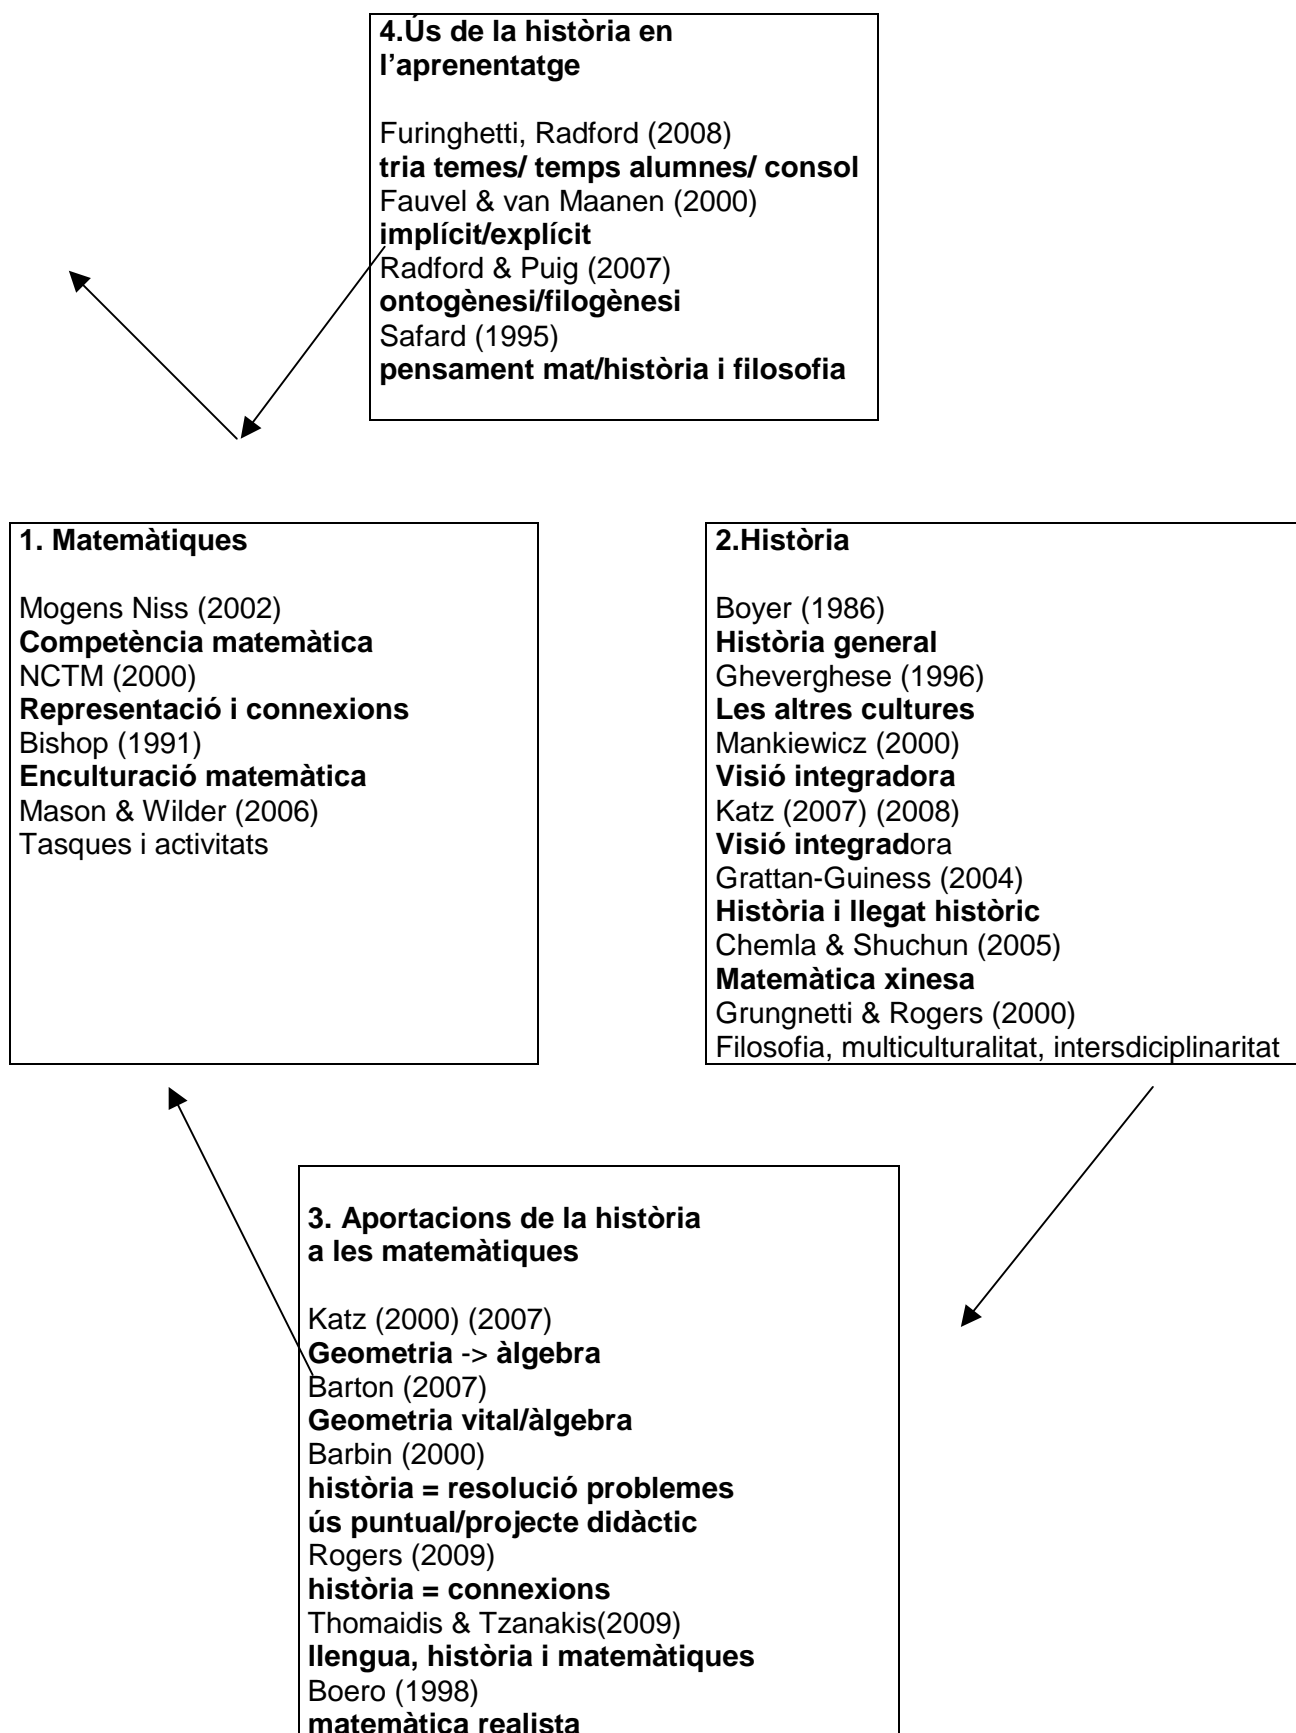 4.Ús de la història en
l’aprenentatge
Furinghetti, Radford (2008)
tria temes/ temps alumnes/ consol
Fauvel & van Maanen (2000)
implícit/explícit
Radford & Puig (2007)
ontogènesi/filogènesi
Safard (1995)
pensament mat/història i filosofia
1. Matemàtiques
Mogens Niss (2002)
Competència matemàtica
NCTM (2000)
Representació i connexions
Bishop (1991)
Enculturació matemàtica
Mason & Wilder (2006)
Tasques i activitats
2.Història
Boyer (1986)
Història general
Gheverghese (1996)
Les altres cultures
Mankiewicz (2000)
Visió integradora
Katz (2007) (2008)
Visió integradora
Grattan-Guiness (2004)
Història i llegat històric
Chemla & Shuchun (2005)
Matemàtica xinesa
Grungnetti & Rogers (2000)
Filosofia, multiculturalitat, intersdiciplinaritat
3. Aportacions de la història
a les matemàtiques
Katz (2000) (2007)
Geometria -> àlgebra
Barton (2007)
Geometria vital/àlgebra
Barbin (2000)
història = resolució problemes
ús puntual/projecte didàctic
Rogers (2009)
història = connexions
Thomaidis & Tzanakis(2009)
llengua, història i matemàtiques
Boero (1998)
matemàtica realista